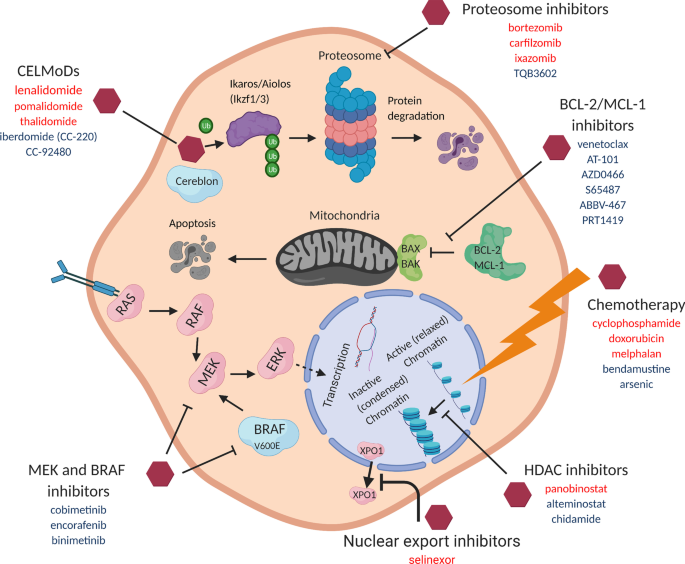 Proteosome inhibitors
bortezomib
carfilzomib
ixazomib
TQB3602
CELMoDs
lenalidomide
pomalidomide
thalidomide
iberdomide (CC-220)
CC-92480
Ikaros/Aiolos
(Ikzf1/3)
Ub
Ub
Ub
Ub
Cereblon
Proteosome
Protein
degradation
BCL-2/MCL-1
inhibitors
venetoclax
AT-101
AZD0466
S65487
ABBV-467
PRT1419
Apoptosis
Mitochondria
BAX
BAK
BCL-2
MCL-1
Chemotherapy
cyclophosphamide
doxorubicin
melphalan
bendamustine
arsenic
RAS
RAF
MEK
ERK
BRAF
V600E
Transcription
Active (relaxed)
Chromatin
Inactive
(condensed)
Chromatin
XPO1
XPO1
MEK and BRAF
inhibitors
cobimetinib
encorafenib
binimetinib
HDAC inhibitors
panobinostat
alteminostat
chidamide
Nuclear export inhibitors
selinexor